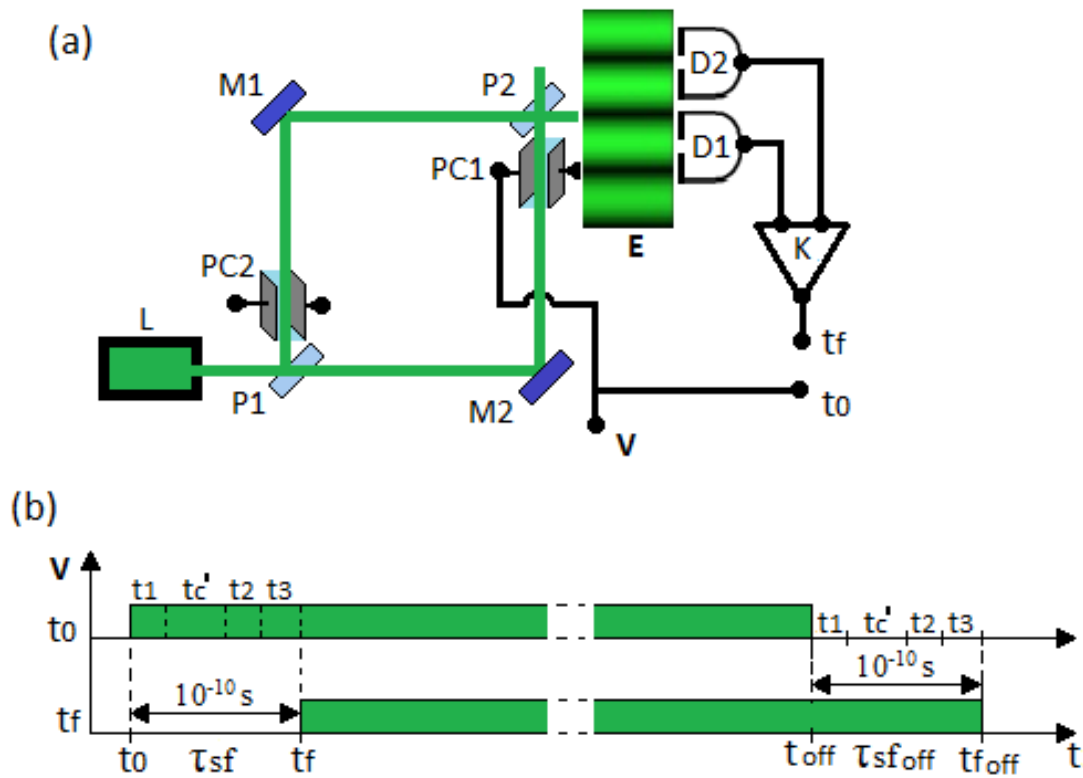 (a)
M1
P2
D2
PC1
D1
E
K
PC2
L
tf
P1
M2
t0
V
(b)
V
t1 tc' t2 t3
t0
t1 tc' t2 t3
10⁻¹⁰ s
10⁻¹⁰ s
tf
t0 τsf tf
toff τsfoff tfoff t